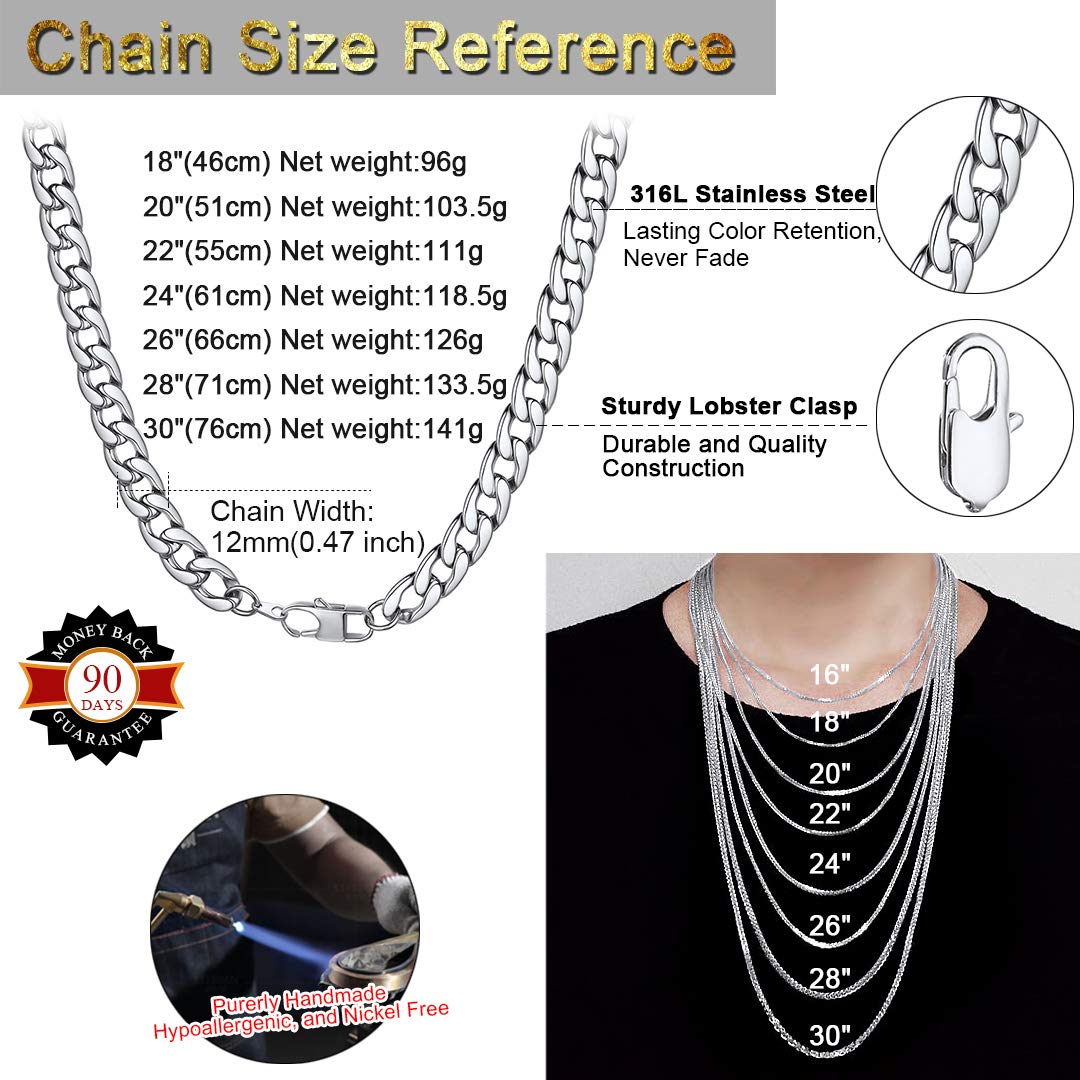 Chain Size Reference
18"(46cm) Net weight:96g
20"(51cm) Net weight:103.5g
22"(55cm) Net weight:111g
24"(61cm) Net weight:118.5g
26"(66cm) Net weight:126g
28"(71cm) Net weight:133.5g
30"(76cm) Net weight:141g
Chain Width:
12mm(0.47 inch)
316L Stainless Steel
Lasting Color Retention,
Never Fade
Sturdy Lobster Clasp
Durable and Quality
Construction
MONEY BACK
90
DAYS
GUARANTEE
16"
18"
20"
22"
24"
26"
28"
30"
Purerly Handmade
Hypoallergenic, and Nickel Free